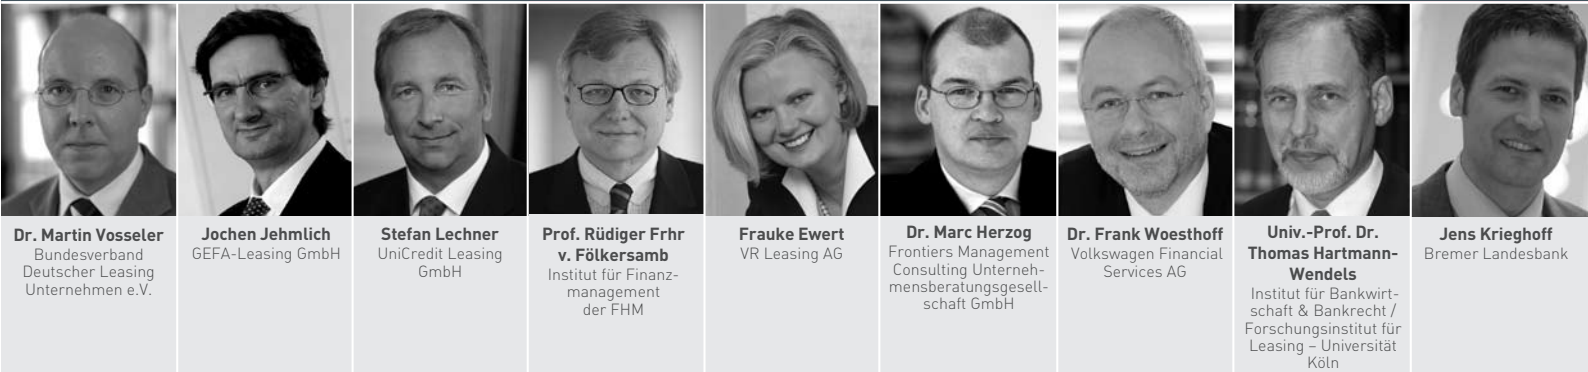 Dr. Martin Vosseler
Bundesverband
Deutscher Leasing
Unternehmen e.V.
Jochen Jehmlich
GEFA-Leasing GmbH
Stefan Lechner
UniCredit Leasing
GmbH
Prof. Rüdiger Frhr
v. Fölkersamb
Institut für Finanz-
management
der FHM
Frauke Ewert
VR Leasing AG
Dr. Marc Herzog
Frontiers Management
Consulting Unterneh-
mensberatungsgesell-
schaft GmbH
Dr. Frank Woesthoff
Volkswagen Financial
Services AG
Univ.-Prof. Dr.
Thomas Hartmann-
Wendels
Institut für Bankwirt-
schaft & Bankrecht /
Forschungsinstitut für
Leasing – Universität
Köln
Jens Krieghoff
Bremer Landesbank